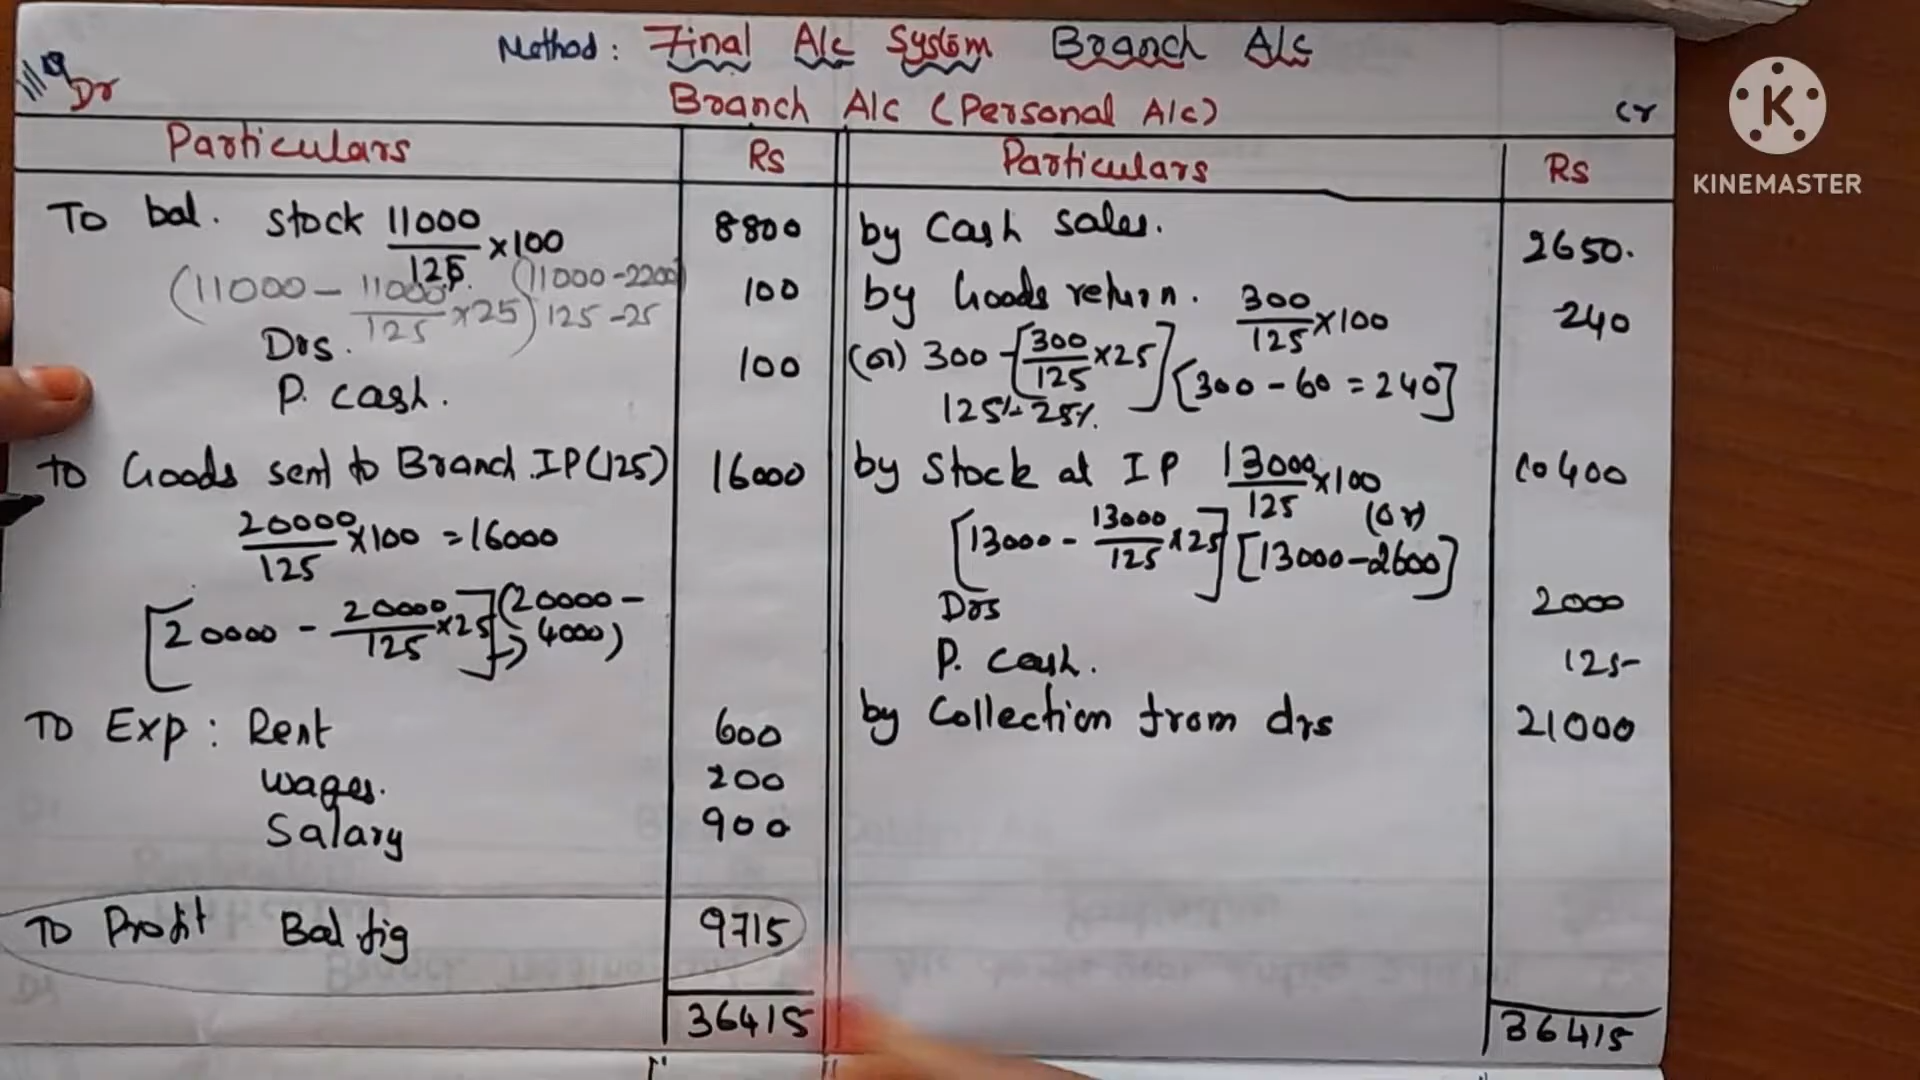 Method: Final A/c System Branch A/c
Dr Branch A/c (Personal A/c) Cr
Particulars Rs Particulars Rs
To bal. Stock 11000/125 x100 8800
(11000 - 11000/125 x25) (11000-2200)
125-25
Drs. 100
P. cash. 100
To Goods sent to Branch IP(125) 16000
20000/125 x100 = 16000
[20000 - 20000/125 x25] (20000-
→ 4000)
To Exp: Rent 600
Wages. 200
Salary 900
To Profit Bal fig 9715
36415
by Cash sales. 2650.
by Goods return. 300/125 x100 240
(or) 300 - [300/125 x25] [300-60=240]
125%-25%.
by Stock at IP 13000/125 x100 10400
(or)
[13000 - 13000/125 x25] [13000-2600]
Drs 2000
P. cash. 125-
by Collection from drs 21000
36415
K
KINEMASTER